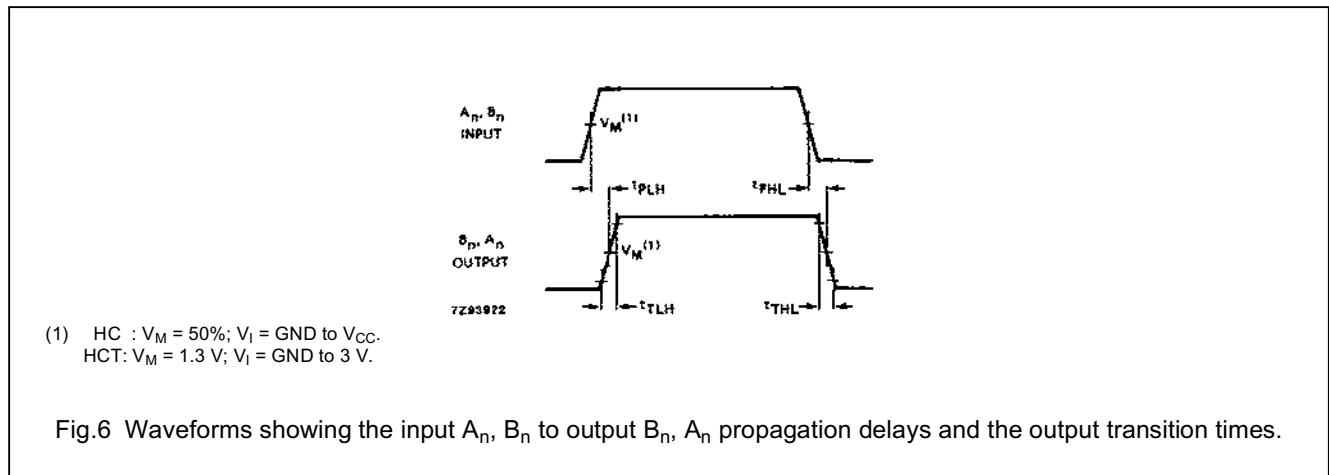 An, Bn
INPUT
VM(1)
tPLH
tPHL
Bn, An
OUTPUT
VM(1)
7Z93922
tTLH
tTHL
(1) HC : VM = 50%; VI = GND to VCC.
HCT: VM = 1.3 V; VI = GND to 3 V.
Fig.6 Waveforms showing the input An, Bn to output Bn, An propagation delays and the output transition times.